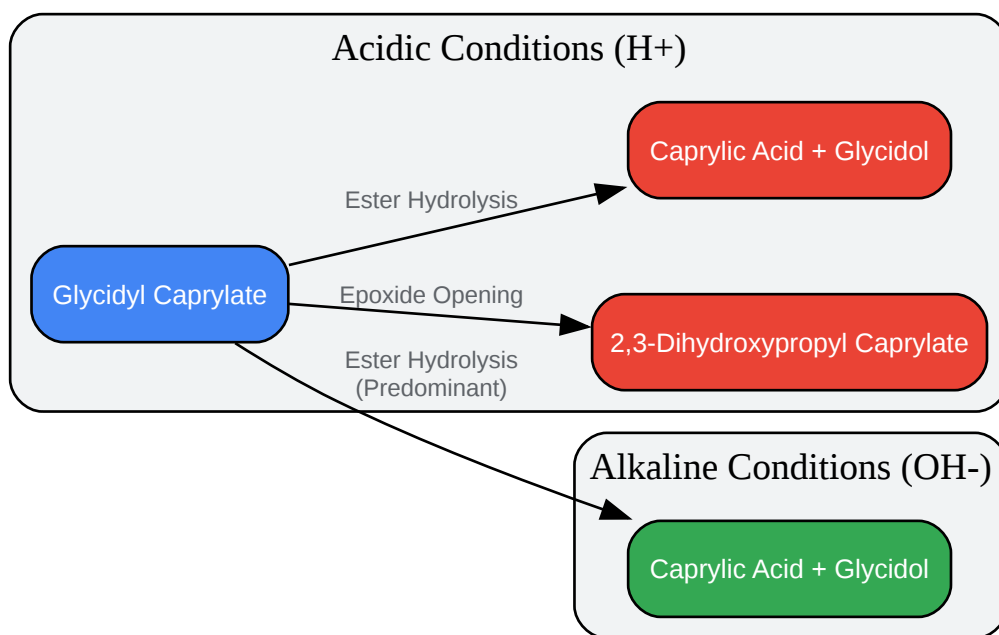 Acidic Conditions (H+)
Caprylic Acid + Glycidol
Ester Hydrolysis
Glycidyl Caprylate
Epoxide Opening
2,3-Dihydroxypropyl Caprylate
Ester Hydrolysis
(Predominant)
Alkaline Conditions (OH-)
Caprylic Acid + Glycidol